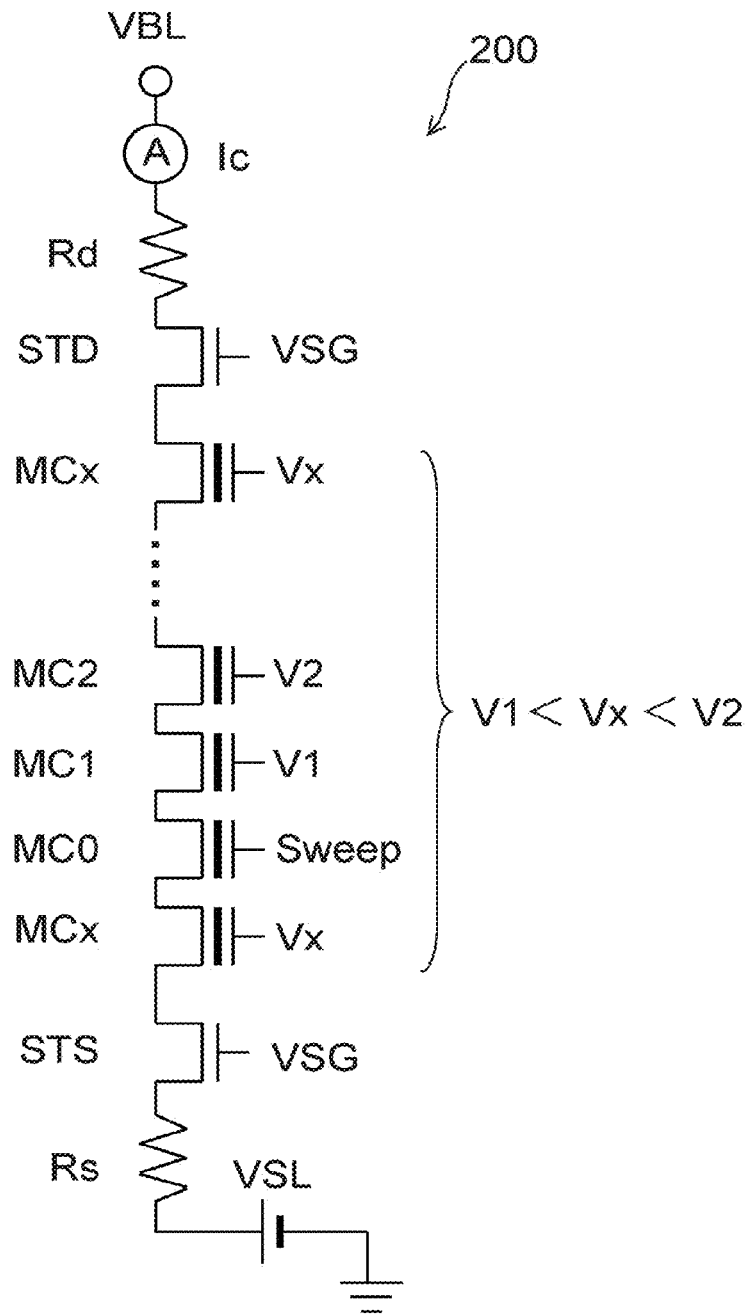 VBL
200
A Ic
Rd
STD VSG
MCx Vx
MC2 V2
V1 < Vx < V2
MC1 V1
MC0 Sweep
MCx Vx
STS VSG
Rs
VSL